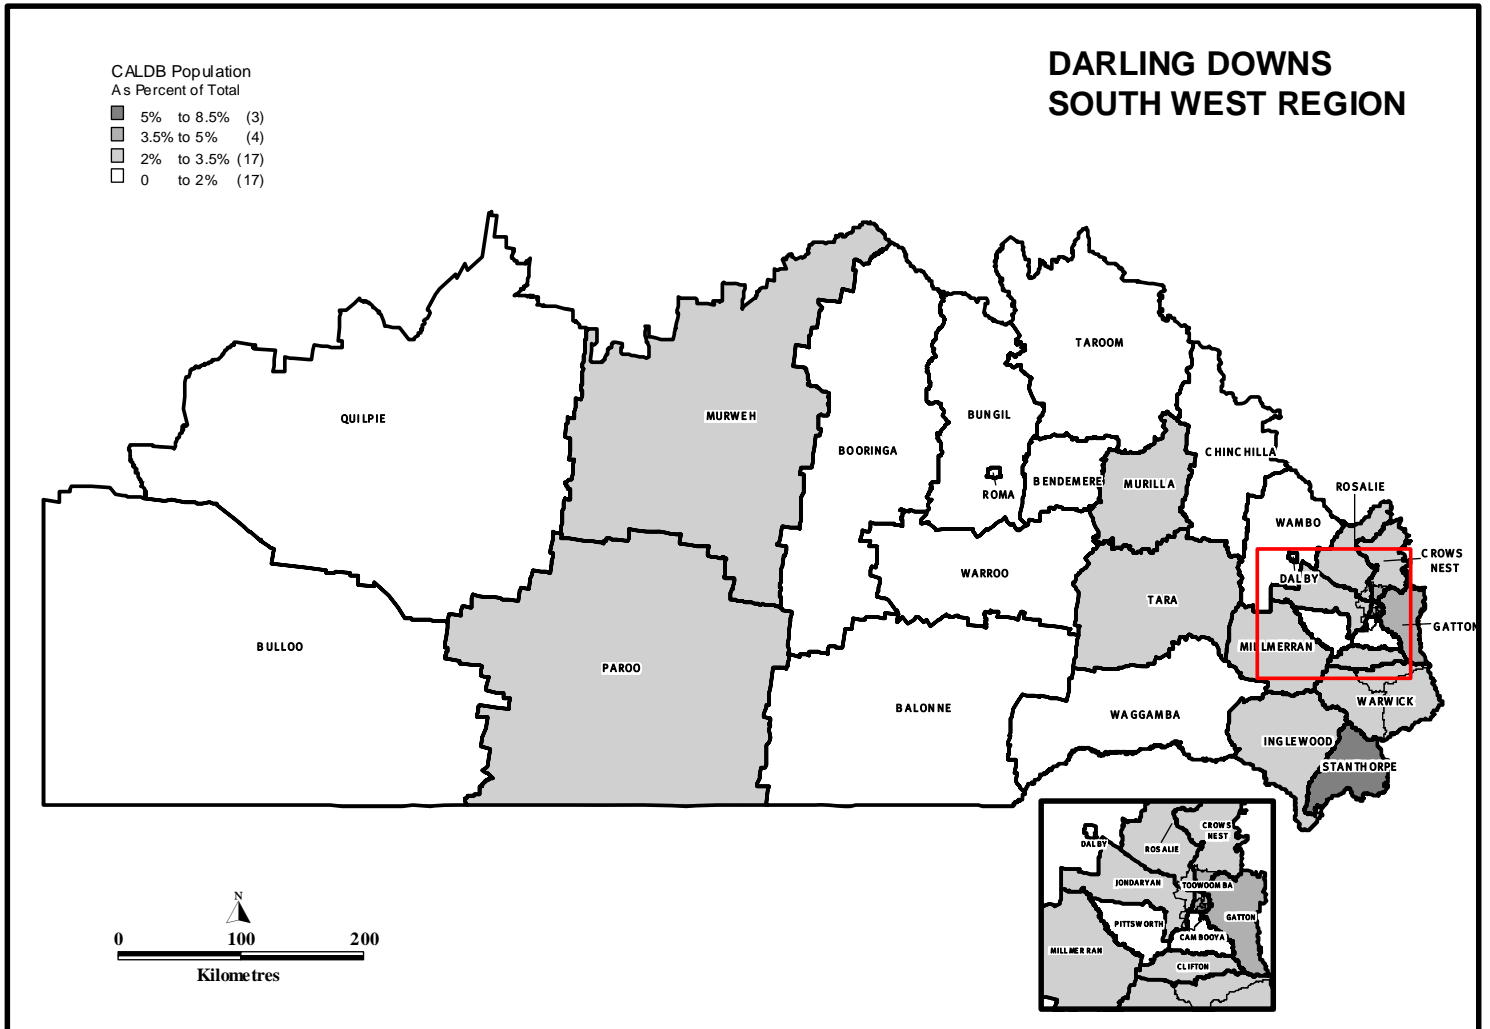 DARLING DOWNS
SOUTH WEST REGION
CALDB Population
As Percent of Total
5% to 8.5% (3)
3.5% to 5% (4)
2% to 3.5% (17)
0 to 2% (17)
TAROOM
QUILPIE
MURWEH
BUNGIL
BOORINGA
CHINCHILLA
BENDEMERE
MURILLA
ROMA
ROSALIE
WAMBO
CROWS
NEST
WARROO
DALBY
TARA
GATTON
BULLOO
MILLMERRAN
PAROO
WARWICK
BALONNE
WAGGAMBA
INGLEWOOD
STANTHORPE
CROWS
NEST
DALBY
ROSALIE
JONDARYAN
TOOWOOMBA
GATTON
PITTSWORTH
CAMBOOYA
MILLMERRAN
CLIFTON
N
0 100 200
Kilometres